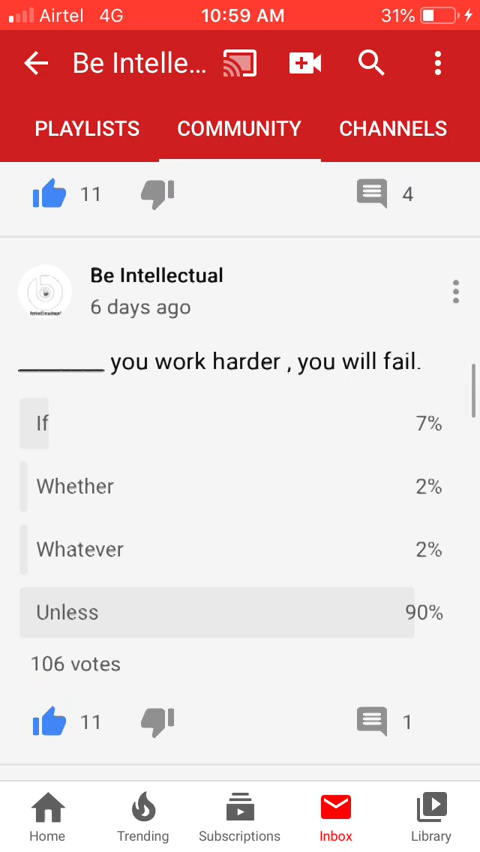 Airtel 4G 10:59 AM 31%
Be Intelle...
PLAYLISTS COMMUNITY CHANNELS
11 4
Be Intellectual
6 days ago
________ you work harder , you will fail.
If 7%
Whether 2%
Whatever 2%
Unless 90%
106 votes
11 1
Home Trending Subscriptions Inbox Library